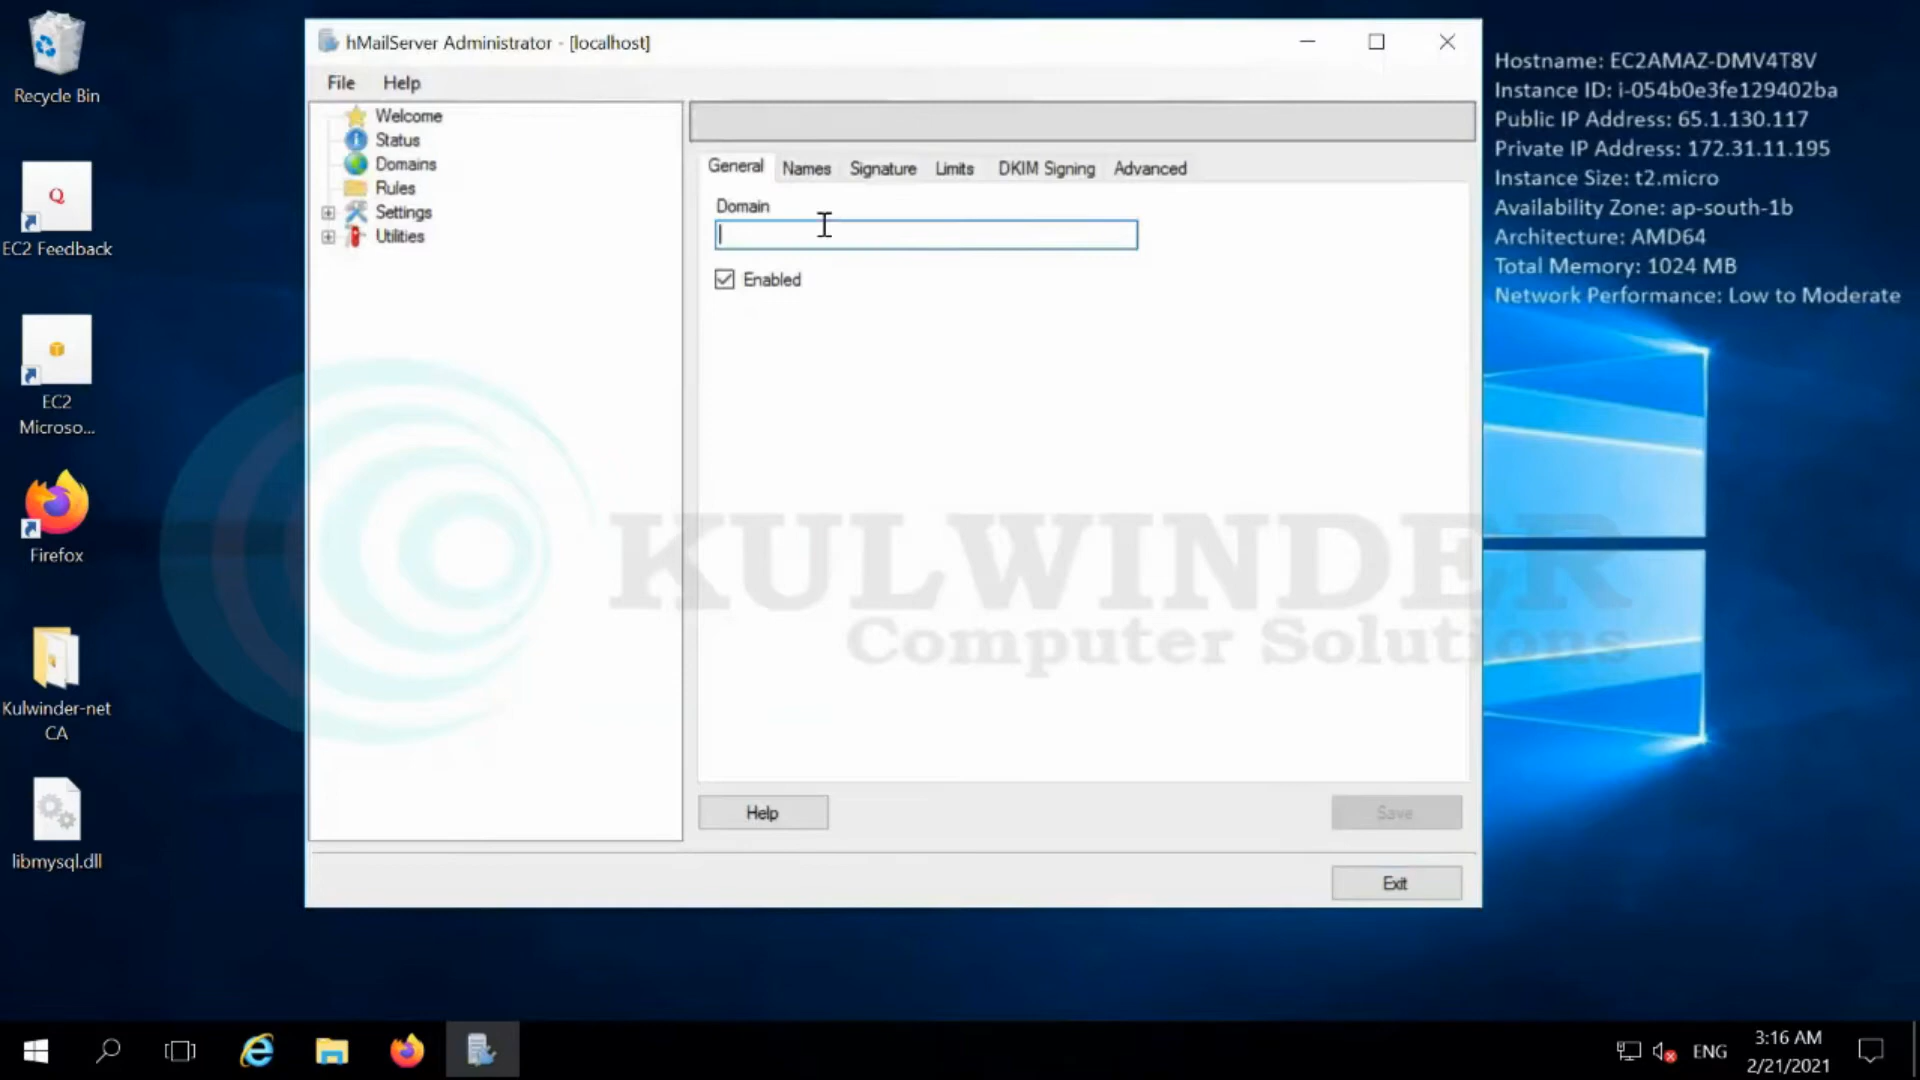 Recycle Bin
EC2 Feedback
EC2
Microso...
Firefox
Kulwinder-net
CA
libmysql.dll
hMailServer Administrator - [localhost]
File Help
Welcome
Status
Domains
Rules
Settings
Utilities
General Names Signature Limits DKIM Signing Advanced
Domain
Enabled
Help
Save
Exit
KULWINDER
Computer Solutions
Hostname: EC2AMAZ-DMV4T8V
Instance ID: i-054b0e3fe129402ba
Public IP Address: 65.1.130.117
Private IP Address: 172.31.11.195
Instance Size: t2.micro
Availability Zone: ap-south-1b
Architecture: AMD64
Total Memory: 1024 MB
Network Performance: Low to Moderate
ENG
3:16 AM
2/21/2021